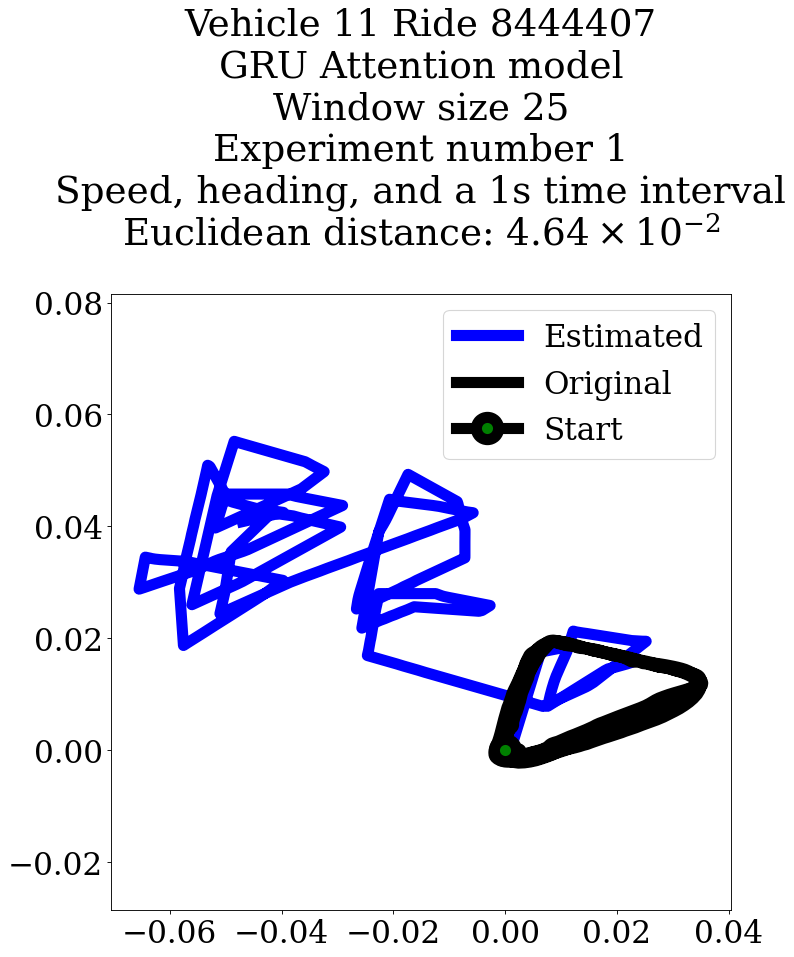 Vehicle 11 Ride 8444407
GRU Attention model
Window size 25
Experiment number 1
Speed, heading, and a 1s time interval
Euclidean distance: 4.64 × 10⁻²
0.08
0.06
0.04
0.02
0.00
−0.02
Estimated
Original
Start
−0.06 −0.04 −0.02 0.00 0.02 0.04